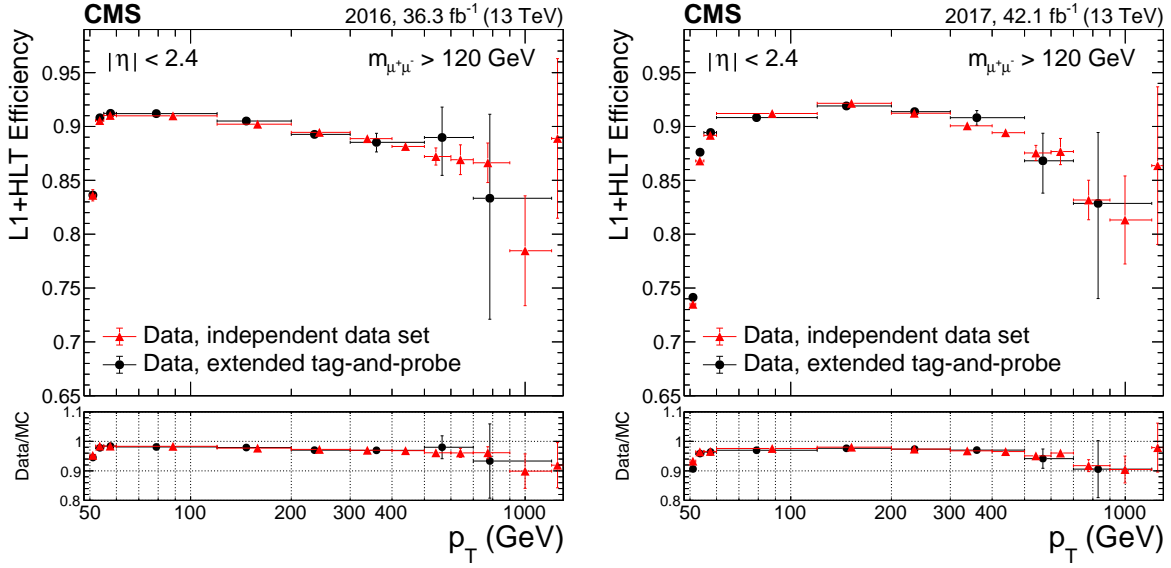 CMS 2016, 36.3 fb⁻¹ (13 TeV)
|η| < 2.4 m_μ⁺μ⁻ > 120 GeV
L1+HLT Efficiency
0.95
0.9
0.85
0.8
0.75
0.7
0.65
Data, independent data set
Data, extended tag-and-probe
Data/MC
1.1
1
0.9
0.8
50 100 200 300 400 1000
p_T (GeV)
CMS 2017, 42.1 fb⁻¹ (13 TeV)
|η| < 2.4 m_μ⁺μ⁻ > 120 GeV
L1+HLT Efficiency
0.95
0.9
0.85
0.8
0.75
0.7
0.65
Data, independent data set
Data, extended tag-and-probe
Data/MC
1.1
1
0.9
0.8
50 100 200 300 400 1000
p_T (GeV)